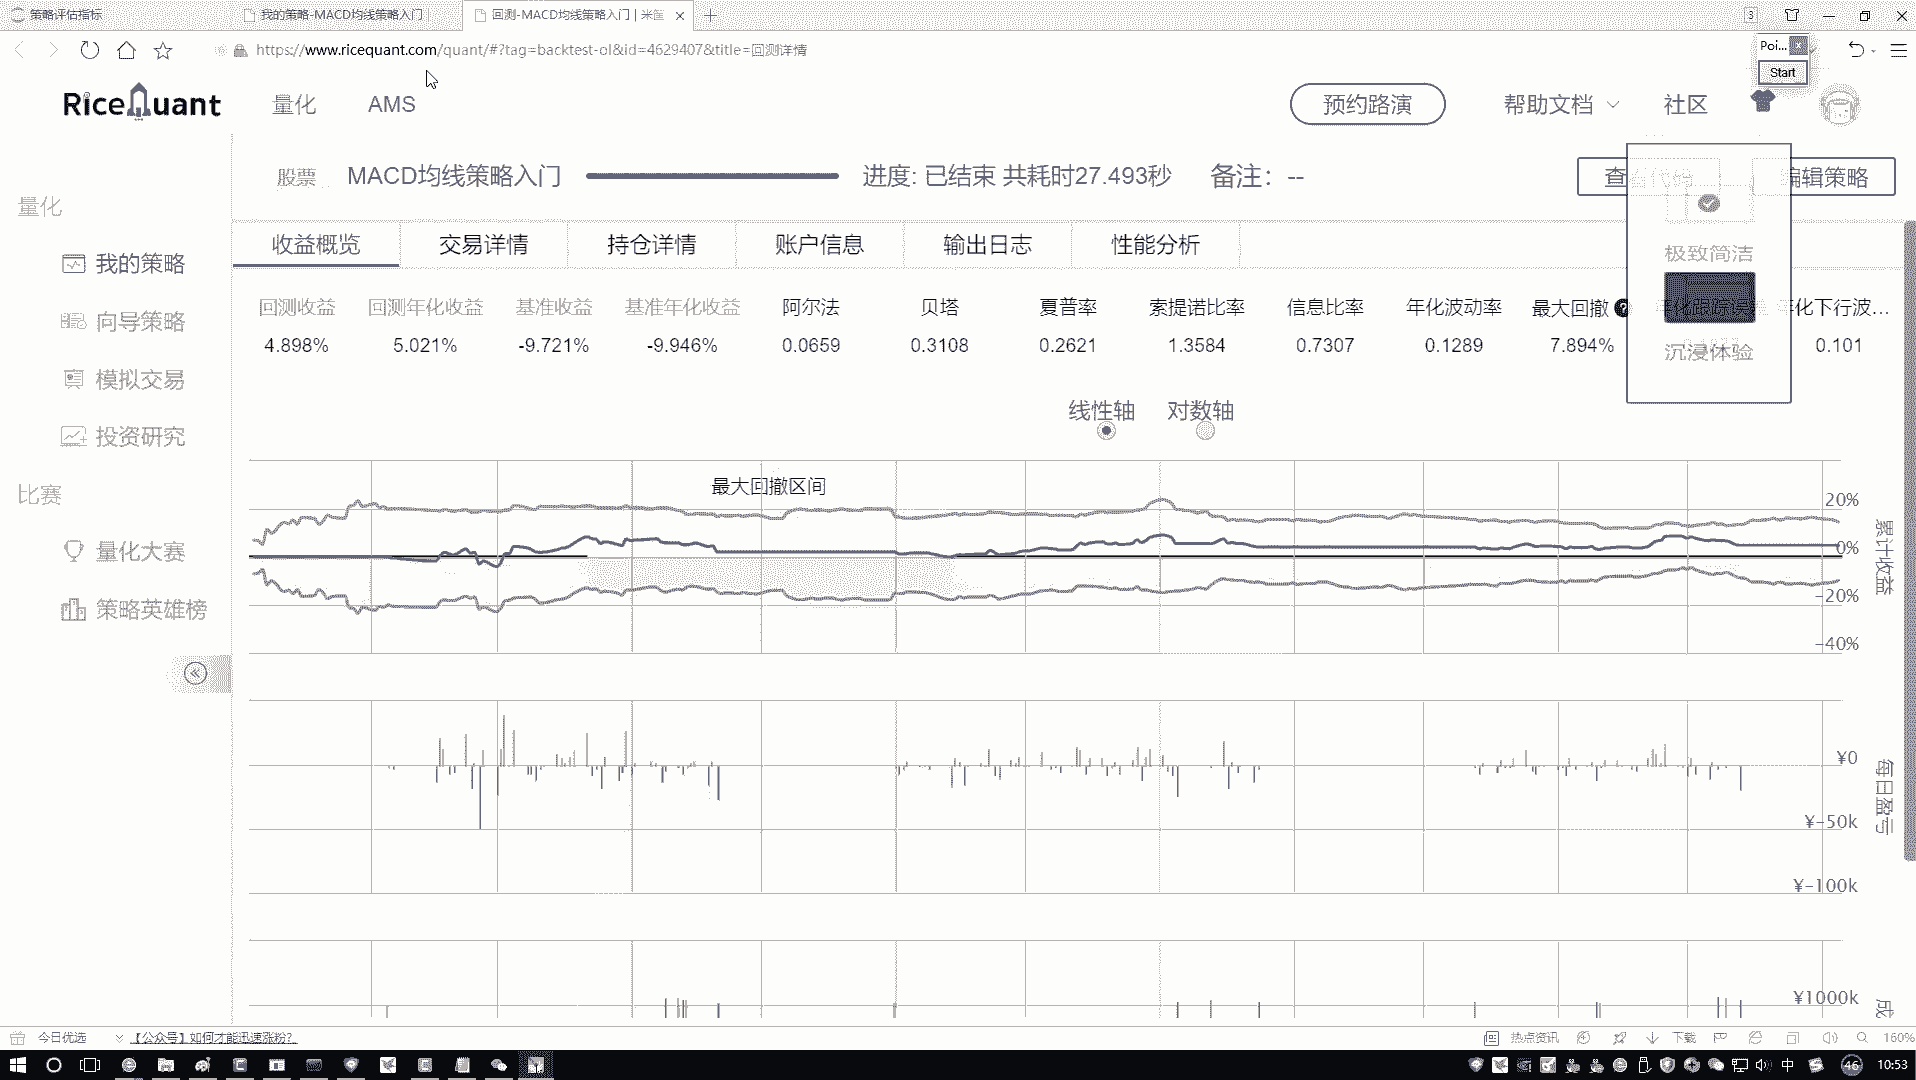 策略评估指标
我的策略-MACD均线策略入门
回测-MACD均线策略入门 | 米筐
3
https://www.ricequant.com/quant/#?tag=backtest-ol&id=4629407&title=回测详情
Poi...
Start
RiceQuant
量化
AMS
预约路演
帮助文档
社区
股票
MACD均线策略入门
进度: 已结束 共耗时27.493秒
备注: --
编辑策略
极致简洁
沉浸体验
量化
我的策略
向导策略
模拟交易
投资研究
比赛
量化大赛
策略英雄榜
收益概览
交易详情
持仓详情
账户信息
输出日志
性能分析
回测收益 回测年化收益 基准收益 基准年化收益 阿尔法 贝塔 夏普率 索提诺比率 信息比率 年化波动率 最大回撤 年化跟踪误差 年化下行波...
4.898% 5.021% -9.721% -9.946% 0.0659 0.3108 0.2621 1.3584 0.7307 0.1289 7.894% 0.101
线性轴 对数轴
最大回撤区间
20%
0%
-20%
-40%
累计收益
¥0
¥-50k
¥-100k
每日盈亏
¥1000k
成
今日优选
【公众号】如何才能迅速涨粉?
热点资讯
下载
160%
中
46
10:53